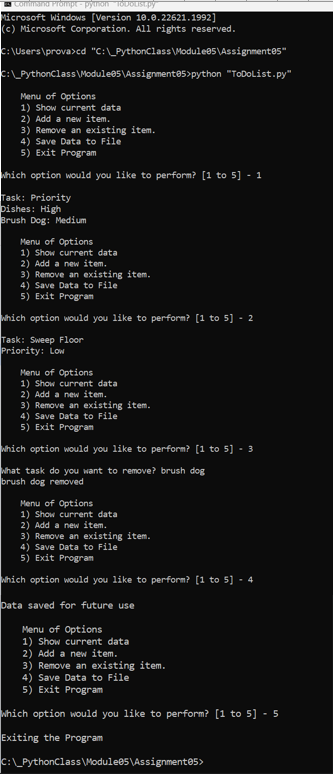 Command Prompt - python "ToDoList.py"
Microsoft Windows [Version 10.0.22621.1992]
(c) Microsoft Corporation. All rights reserved.
C:\Users\prova>cd "C:\_PythonClass\Module05\Assignment05"
C:\_PythonClass\Module05\Assignment05>python "ToDoList.py"
Menu of Options
1) Show current data
2) Add a new item.
3) Remove an existing item.
4) Save Data to File
5) Exit Program
Which option would you like to perform? [1 to 5] - 1
Task: Priority
Dishes: High
Brush Dog: Medium
Menu of Options
1) Show current data
2) Add a new item.
3) Remove an existing item.
4) Save Data to File
5) Exit Program
Which option would you like to perform? [1 to 5] - 2
Task: Sweep Floor
Priority: Low
Menu of Options
1) Show current data
2) Add a new item.
3) Remove an existing item.
4) Save Data to File
5) Exit Program
Which option would you like to perform? [1 to 5] - 3
What task do you want to remove? brush dog
brush dog removed
Menu of Options
1) Show current data
2) Add a new item.
3) Remove an existing item.
4) Save Data to File
5) Exit Program
Which option would you like to perform? [1 to 5] - 4
Data saved for future use
Menu of Options
1) Show current data
2) Add a new item.
3) Remove an existing item.
4) Save Data to File
5) Exit Program
Which option would you like to perform? [1 to 5] - 5
Exiting the Program
C:\_PythonClass\Module05\Assignment05>